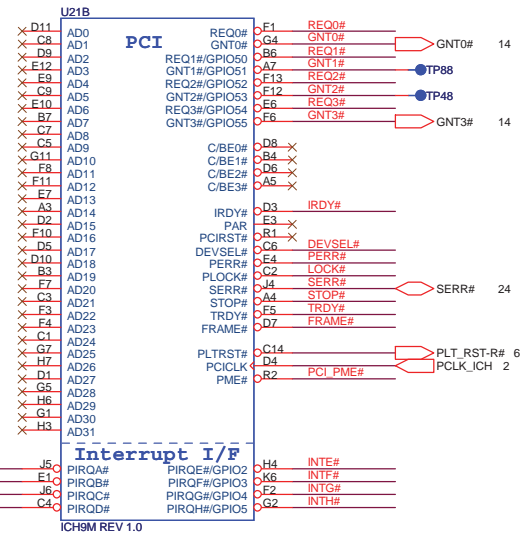 U21B
PCI
D11 AD0 REQ0# F1 REQ0#
C8 AD1 GNT0# G4 GNT0# GNT0# 14
D9 AD2 REQ1#/GPIO50 B6 REQ1#
E12 AD3 GNT1#/GPIO51 A7 GNT1# TP88
E9 AD4 REQ2#/GPIO52 F13 REQ2#
C9 AD5 GNT2#/GPIO53 F12 GNT2# TP48
E10 AD6 REQ3#/GPIO54 E6 REQ3#
B7 AD7 GNT3#/GPIO55 F6 GNT3# GNT3# 14
C7 AD8
C5 AD9 C/BE0# D8
G11 AD10 C/BE1# B4
F8 AD11 C/BE2# D6
F11 AD12 C/BE3# A5
E7 AD13
A3 AD14 IRDY# D3 IRDY#
D2 AD15 PAR E3
F10 AD16 PCIRST# R1
D5 AD17 DEVSEL# C6 DEVSEL#
D10 AD18 PERR# E4 PERR#
B3 AD19 PLOCK# C2 LOCK#
F7 AD20 SERR# J4 SERR# SERR# 24
C3 AD21 STOP# A4 STOP#
F3 AD22 TRDY# F5 TRDY#
F4 AD23 FRAME# D7 FRAME#
C1 AD24
G7 AD25 PLTRST# C14 PLT_RST-R# 6
H7 AD26 PCICLK D4 PCLK_ICH 2
D1 AD27 PME# R2 PCI_PME#
G5 AD28
H6 AD29
G1 AD30
H3 AD31
Interrupt I/F
J5 PIRQA# PIRQE#/GPIO2 H4 INTE#
E1 PIRQB# PIRQF#/GPIO3 K6 INTF#
J6 PIRQC# PIRQG#/GPIO4 F2 INTG#
C4 PIRQD# PIRQH#/GPIO5 G2 INTH#
ICH9M REV 1.0